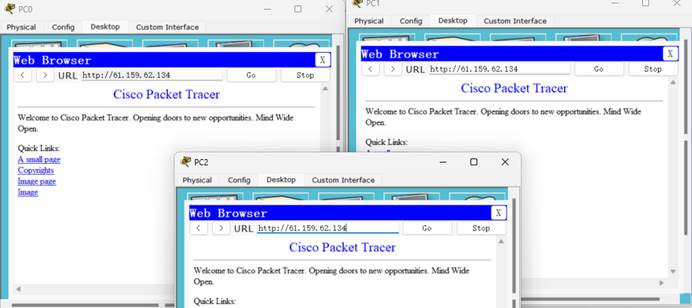 PC0
Physical Config Desktop Custom Interface
Web Browser X
< > URL http://61.159.62.134 Go Stop
Cisco Packet Tracer
Welcome to Cisco Packet Tracer. Opening doors to new opportunities. Mind Wide
Open.
Quick Links:
A small page
Copyrights
Image page
Image
PC1
Physical Config Desktop Custom Interface
Web Browser X
< > URL http://61.159.62.134 Go Stop
Cisco Packet Tracer
Welcome to Cisco Packet Tracer. Opening doors to new opportunities. Mind Wide
Open.
Quick Links:
PC2
Physical Config Desktop Custom Interface
Web Browser X
< > URL http://61.159.62.134 Go Stop
Cisco Packet Tracer
Welcome to Cisco Packet Tracer. Opening doors to new opportunities. Mind Wide
Open.
Quick Links: